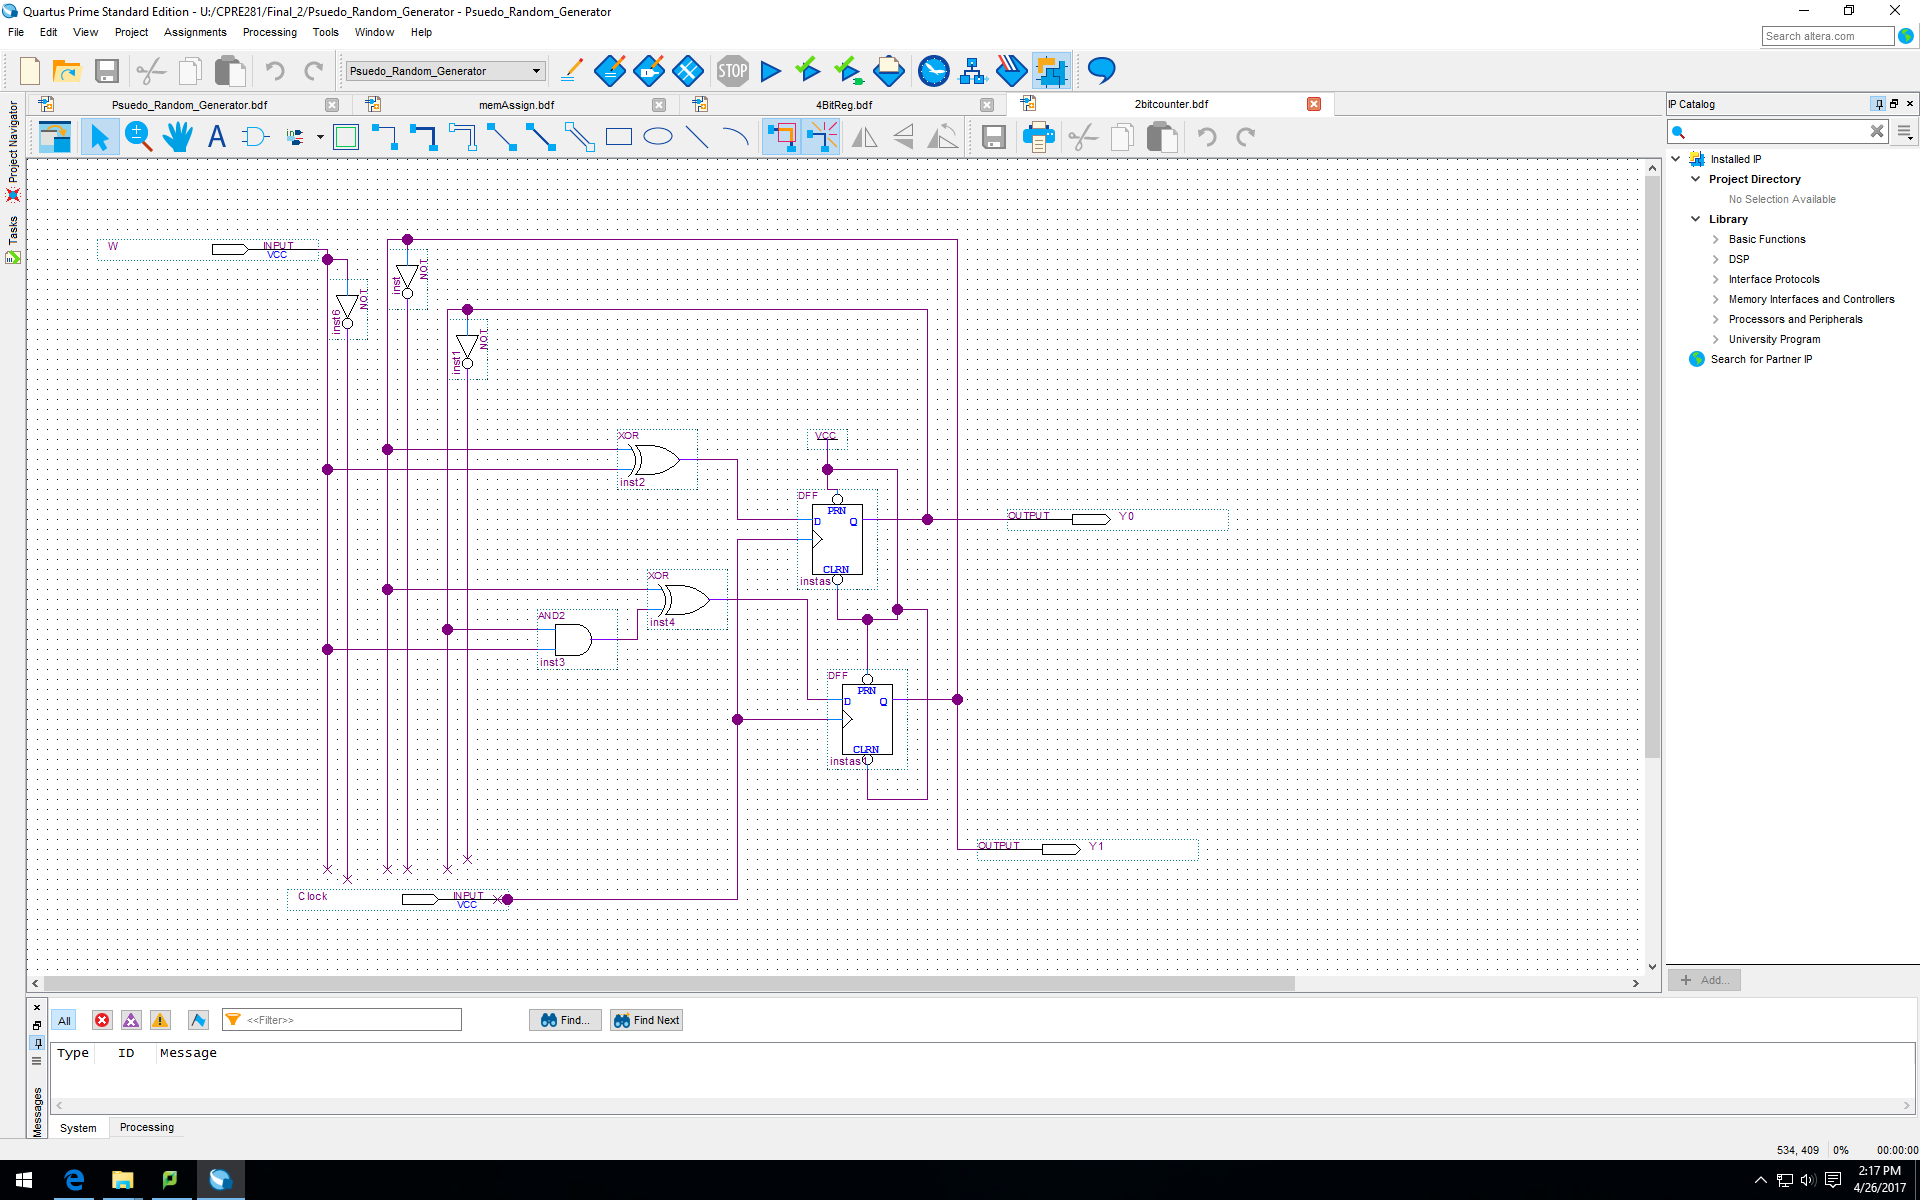 Quartus Prime Standard Edition - U:/CPRE281/Final_2/Psuedo_Random_Generator - Psuedo_Random_Generator
File Edit View Project Assignments Processing Tools Window Help
Search altera.com
Psuedo_Random_Generator
STOP
Psuedo_Random_Generator.bdf memAssign.bdf 4BitReg.bdf 2bitcounter.bdf
IP Catalog
Project Navigator
Tasks
A
Installed IP
Project Directory
No Selection Available
Library
Basic Functions
DSP
Interface Protocols
Memory Interfaces and Controllers
Processors and Peripherals
University Program
Search for Partner IP
Add...
W INPUT
VCC
NOT
inst
NOT
inst6
NOT
inst1
XOR
inst2
VCC
DFF
PRN
D Q
CLRN
instas
OUTPUT Y0
XOR
inst4
AND2
inst3
DFF
PRN
D Q
CLRN
instas
OUTPUT Y1
Clock INPUT
VCC
All <<Filter>> Find... Find Next
Type ID Message
Messages
System Processing
534, 409 0% 00:00:00
2:17 PM
4/26/2017